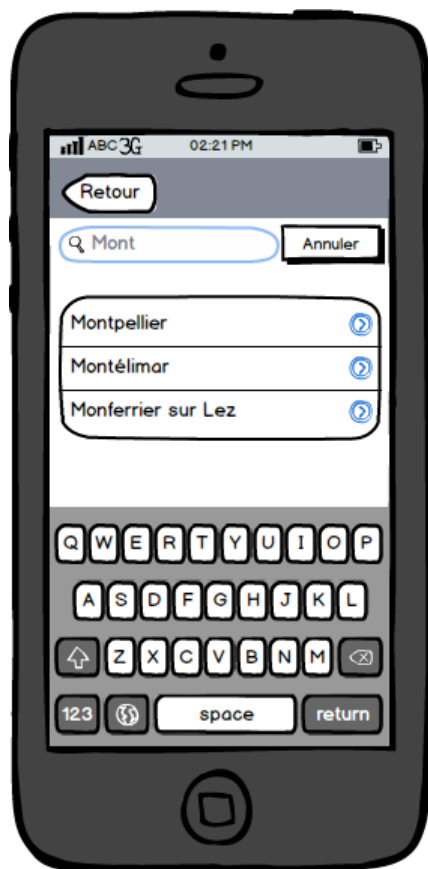 ABC 3G 02:21 PM
Retour
Mont Annuler
Montpellier
Montélimar
Monferrier sur Lez
Q W E R T Y U I O P
A S D F G H J K L
Z X C V B N M
123 space return